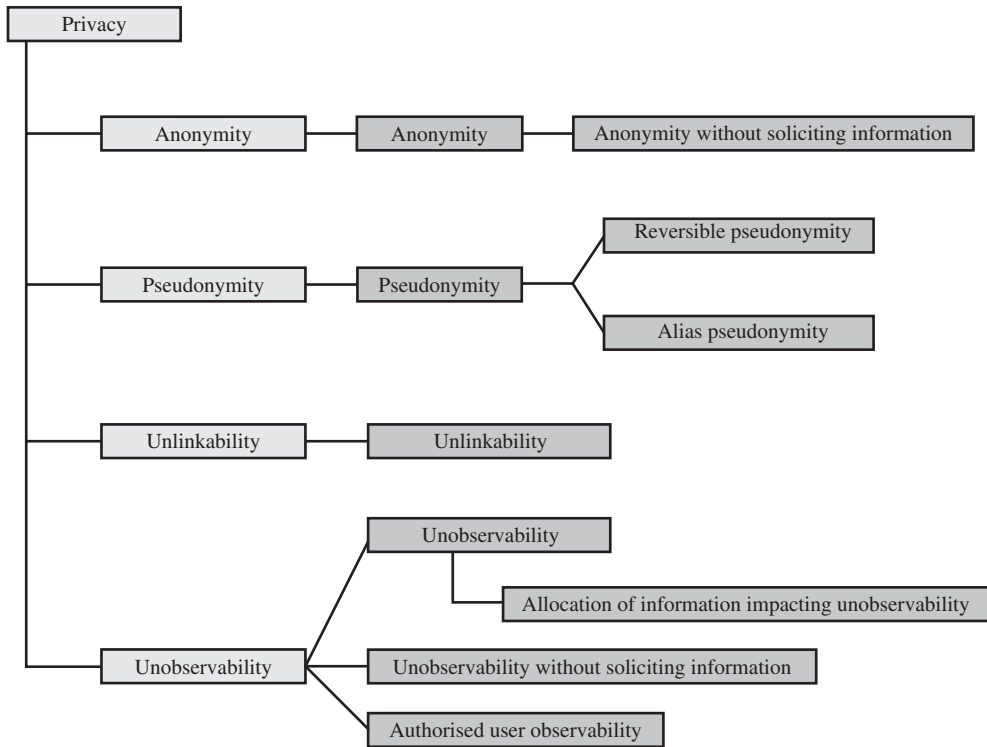 Privacy
Anonymity
Anonymity
Anonymity without soliciting information
Reversible pseudonymity
Pseudonymity
Pseudonymity
Alias pseudonymity
Unlinkability
Unlinkability
Unobservability
Allocation of information impacting unobservability
Unobservability
Unobservability without soliciting information
Authorised user observability